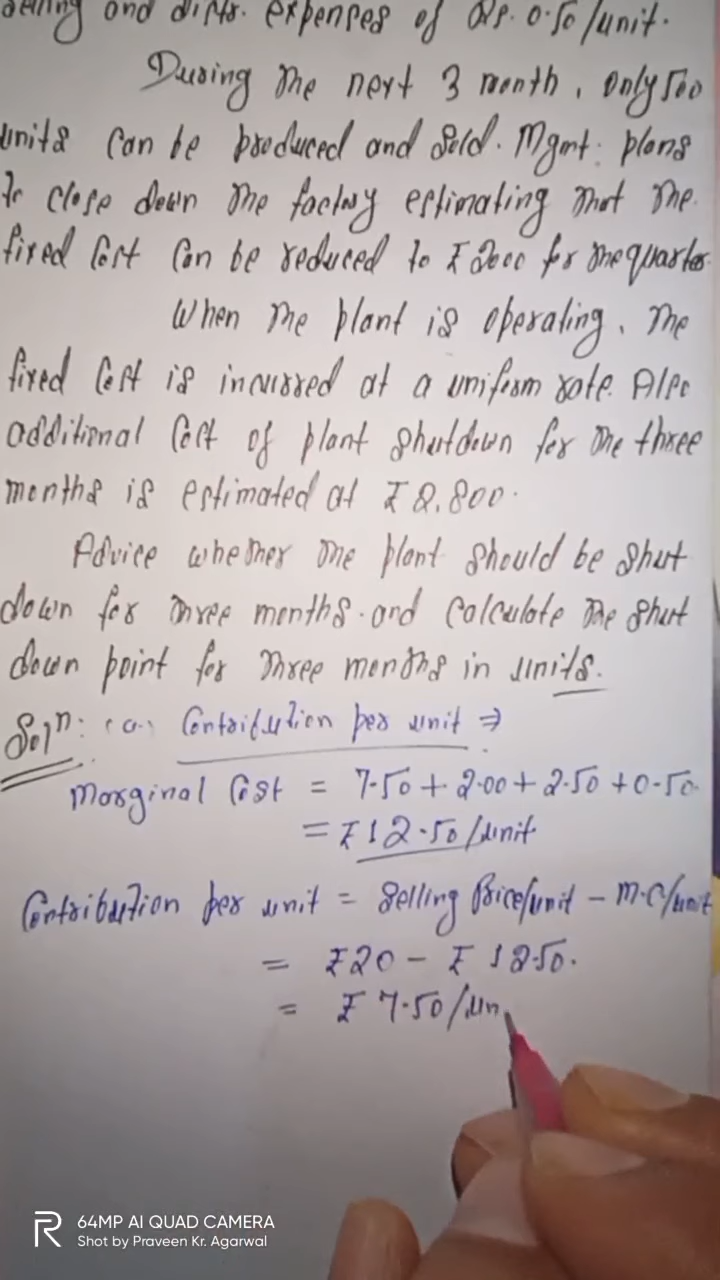 selling and distr. expenses of Rs. 0.50/unit.
During the next 3 month, only 500
units can be produced and sold. Mgmt. plans
to close down the factory estimating that the
fixed Cost can be reduced to ₹ 2000 for the quarter.
When the plant is operating, the
fixed Cost is incurred at a uniform rate. Also
additional Cost of plant shutdown for the three
months is estimated at ₹ 2,800.
Advice whether the plant should be shut
down for three months. and calculate the shut
down point for three months in units.
Solⁿ: (a) Contribution per unit ⇒
Marginal Cost = 7.50 + 2.00 + 2.50 + 0.50
= ₹ 12.50/unit
Contribution per unit = Selling Price/unit – M.C/unit
= ₹20 – ₹ 12.50.
= ₹ 7.50/un
R
64MP AI QUAD CAMERA
Shot by Praveen Kr. Agarwal